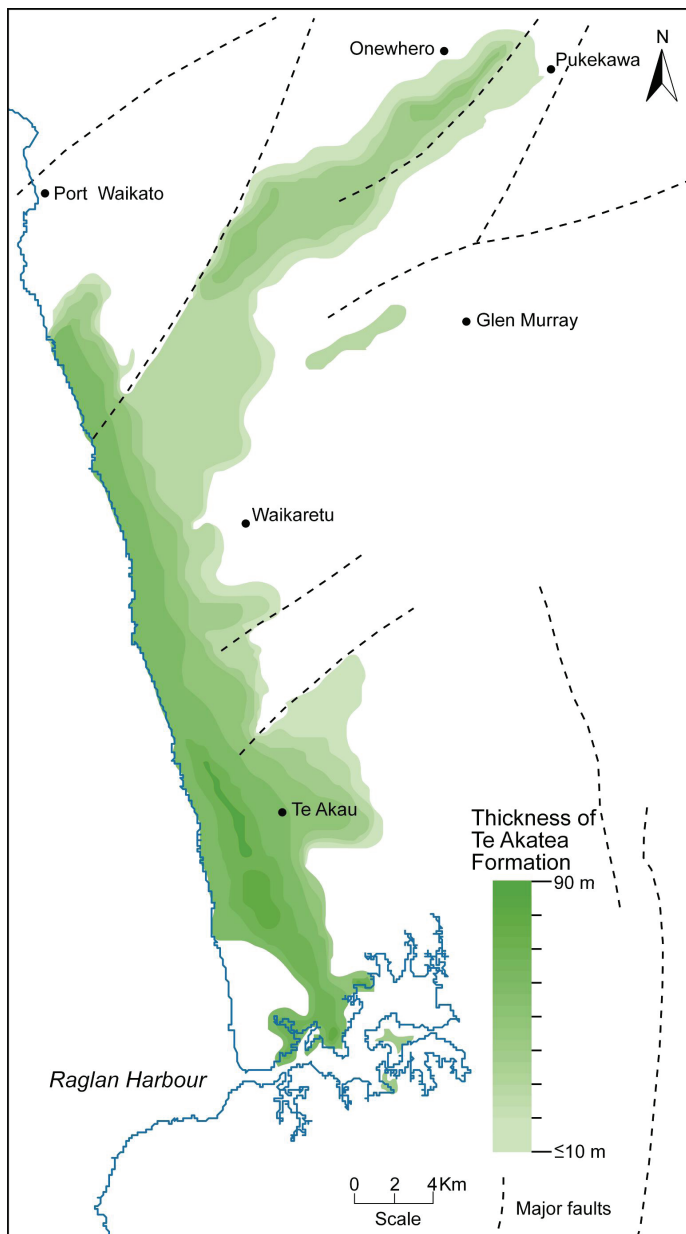 Onewhero
Pukekawa
N
Port Waikato
Glen Murray
Waikaretu
Te Akau
Thickness of
Te Akatea
Formation
90 m
≤10 m
Raglan Harbour
0 2 4 Km
Scale
Major faults